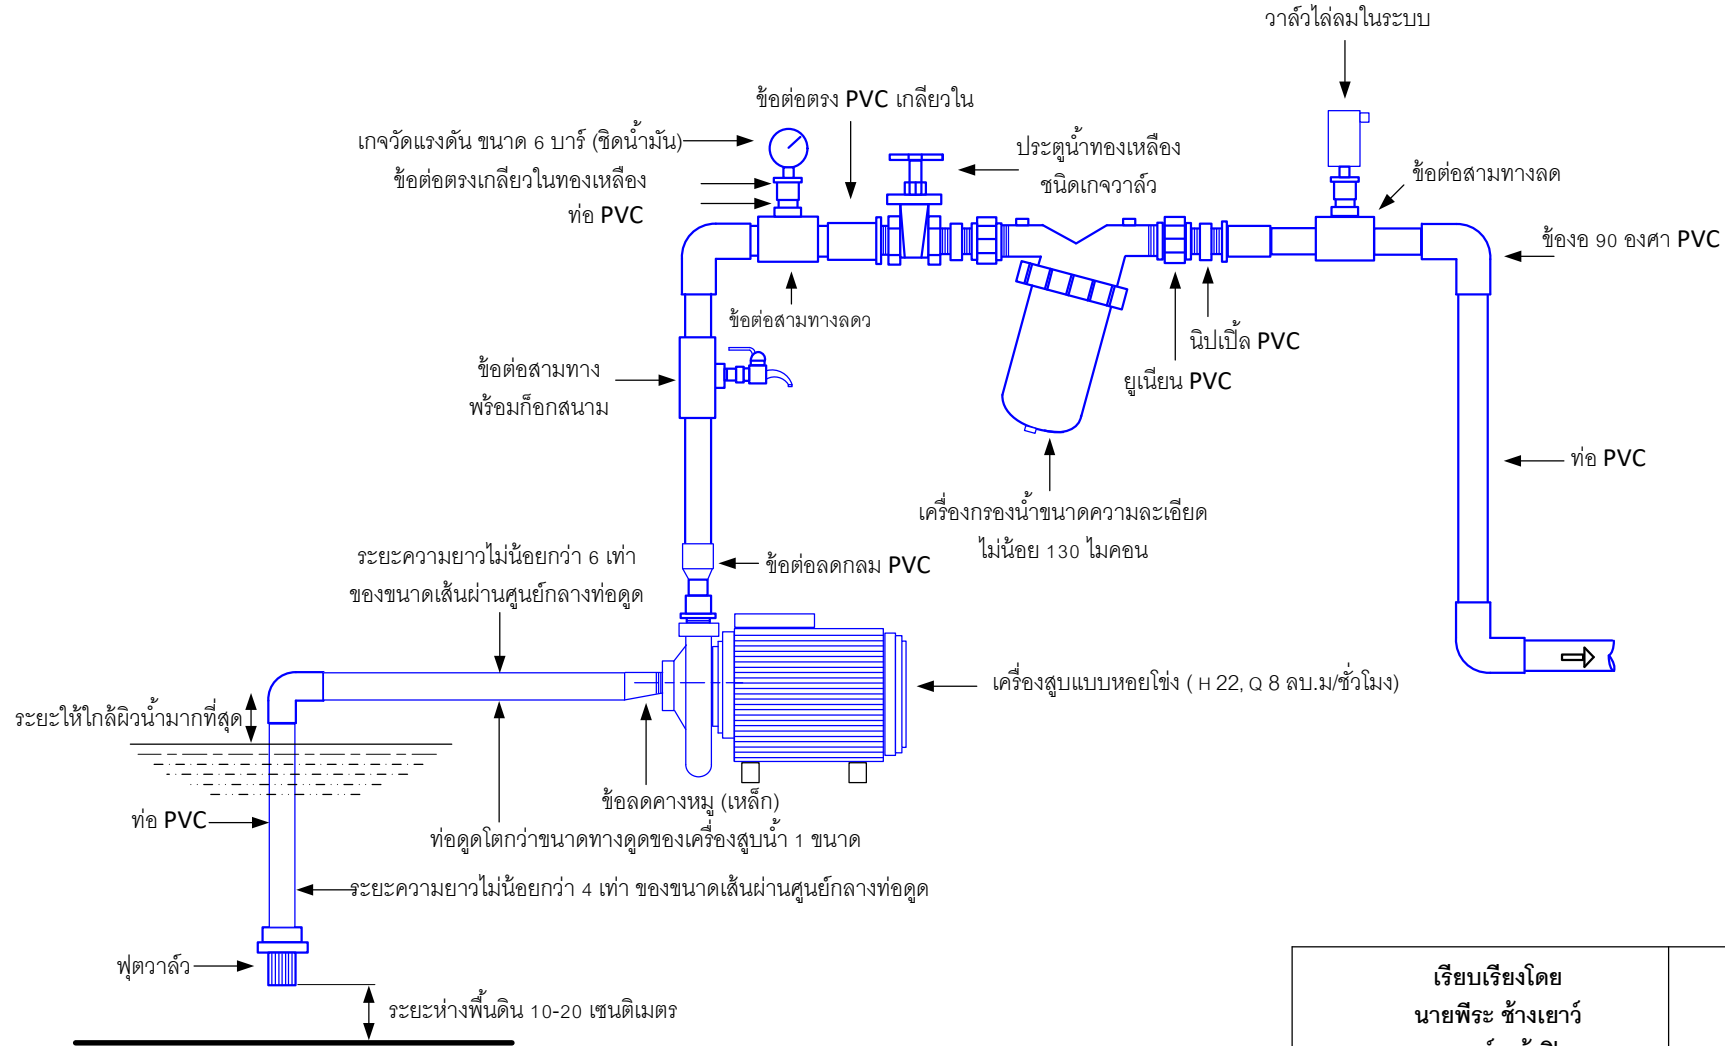 วาล์วไล่ลมในระบบ
ข้อต่อตรง PVC เกลียวใน
เกจวัดแรงดัน ขนาด 6 บาร์ (ชิดน้ำมัน)
ประตูน้ำทองเหลือง
ชนิดเกจวาล์ว
ข้อต่อตรงเกลียวในทองเหลือง
ข้อต่อสามทางลด
ท่อ PVC
ข้องอ 90 องศา PVC
ข้อต่อสามทางลดว
นิปเปิ้ล PVC
ยูเนียน PVC
ข้อต่อสามทาง
พร้อมก็อกสนาม
ท่อ PVC
เครื่องกรองน้ำขนาดความละเอียด
ไม่น้อย 130 ไมคอน
ระยะความยาวไม่น้อยกว่า 6 เท่า
ของขนาดเส้นผ่านศูนย์กลางท่อดูด
ข้อต่อลดกลม PVC
เครื่องสูบแบบหอยโข่ง ( H 22, Q 8 ลบ.ม/ชั่วโมง)
ระยะให้ใกล้ผิวน้ำมากที่สุด
ข้อลดคางหมู (เหล็ก)
ท่อ PVC
ท่อดูดโตกว่าขนาดทางดูดของเครื่องสูบน้ำ 1 ขนาด
ระยะความยาวไม่น้อยกว่า 4 เท่า ของขนาดเส้นผ่านศูนย์กลางท่อดูด
ฟุตวาล์ว
ระยะห่างพื้นดิน 10-20 เซนติเมตร
เรียบเรียงโดย
นายพีระ ช้างเยาว์